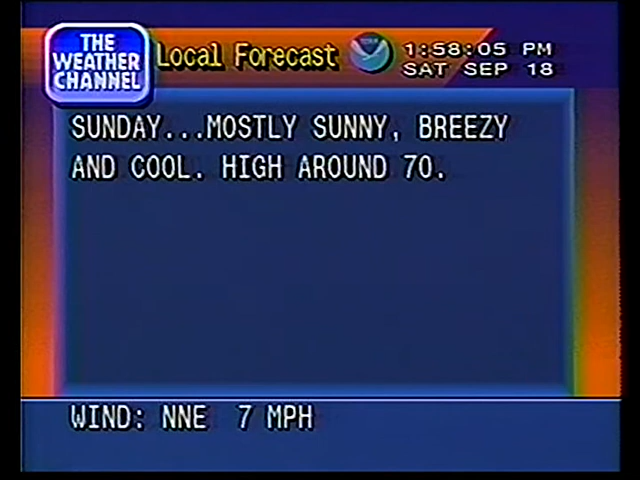 THE
WEATHER
CHANNEL
Local Forecast
1:58:05 PM
SAT SEP 18
SUNDAY...MOSTLY SUNNY, BREEZY
AND COOL. HIGH AROUND 70.
WIND: NNE 7 MPH